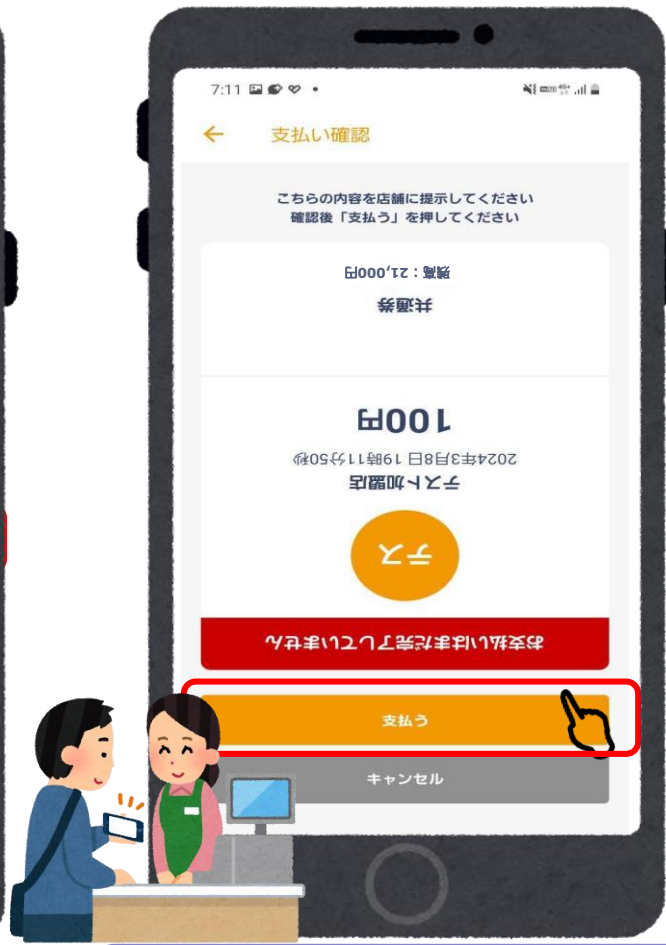 7:11
支払い確認
こちらの内容を店舗に提示してください
確認後「支払う」を押してください
お支払いはまだ完了していません
テス
テスト加盟店
2024年3月8日 19時11分50秒
100円
共通券
残高：21,000円
支払う
キャンセル